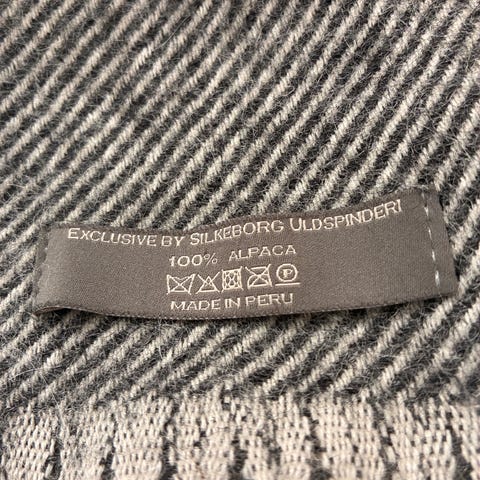 EXCLUSIVE BY SILKEBORG ULDSPINDERI
100% ALPACA
P
MADE IN PERU